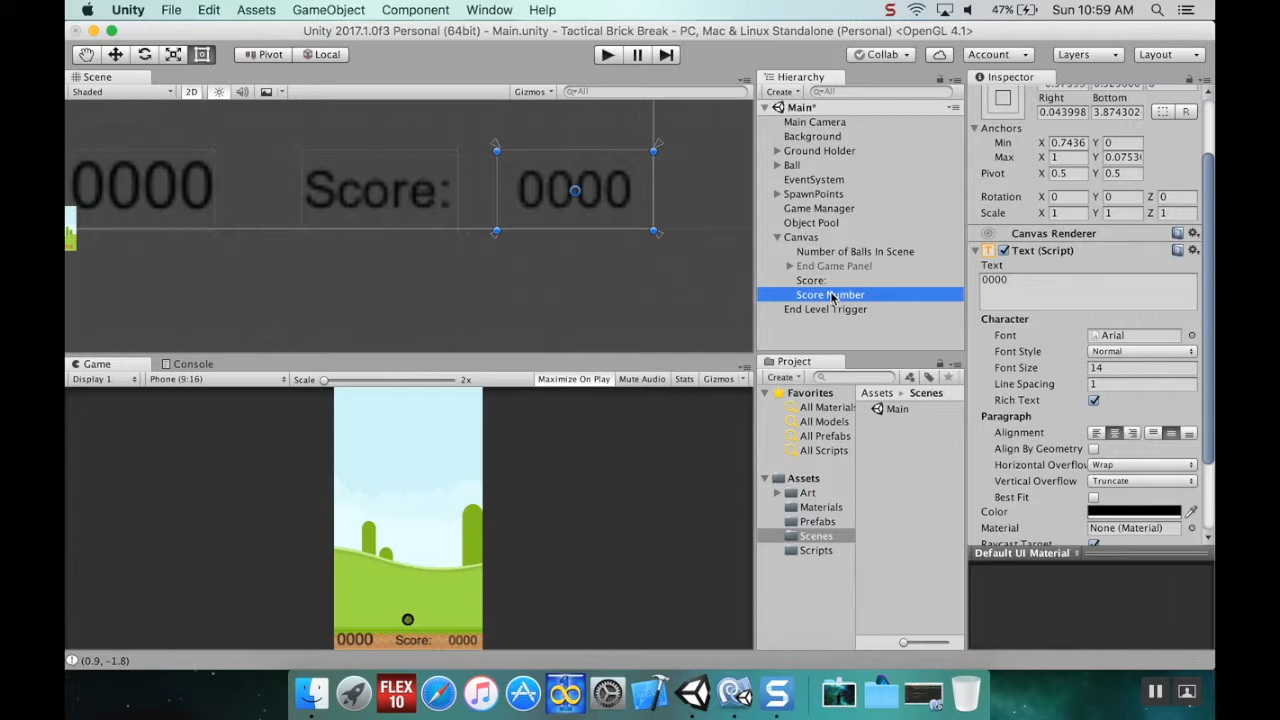 Unity File Edit Assets GameObject Component Window Help 47% Sun 10:59 AM
Unity 2017.1.0f3 Personal (64bit) - Main.unity - Tactical Brick Break - PC, Mac & Linux Standalone (Personal) <OpenGL 4.1>
Pivot Local Collab Account Layers Layout
Scene
Shaded 2D Gizmos All
0000 Score: 0000
Game Console
Display 1 Phone (9:16) Scale 2x Maximize On Play Mute Audio Stats Gizmos
0000 Score: 0000
(0.9, -1.8)
Hierarchy
Create All
Main*
Main Camera
Background
Ground Holder
Ball
EventSystem
SpawnPoints
Game Manager
Object Pool
Canvas
Number of Balls In Scene
End Game Panel
Score:
Score Number
End Level Trigger
Project
Create
Favorites
All Materials
All Models
All Prefabs
All Scripts
Assets
Art
Materials
Prefabs
Scenes
Scripts
Assets Scenes
Main
Inspector
Right Bottom
0.043998 3.874302 R
Anchors
Min X 0.7436 Y 0
Max X 1 Y 0.0753
Pivot X 0.5 Y 0.5
Rotation X 0 Y 0 Z 0
Scale X 1 Y 1 Z 1
Canvas Renderer
Text (Script)
Text
0000
Character
Font Arial
Font Style Normal
Font Size 14
Line Spacing 1
Rich Text
Paragraph
Alignment
Align By Geometry
Horizontal Overflow Wrap
Vertical Overflow Truncate
Best Fit
Color
Material None (Material)
Raycast Target
Default UI Material
FLEX
10